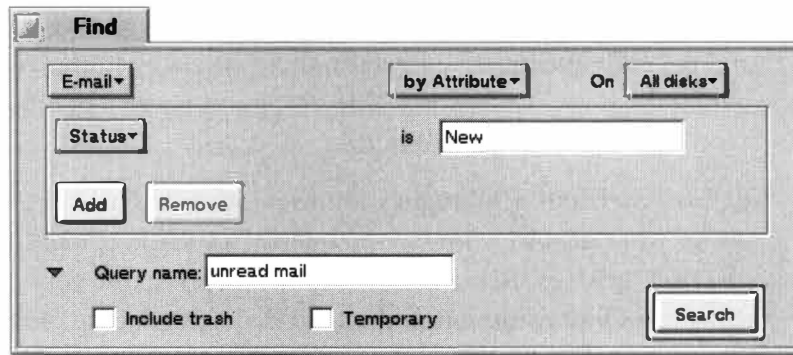 Find
E-mail by Attribute On All disks
Status is New
Add Remove
Query name: unread mail
Include trash Temporary
Search